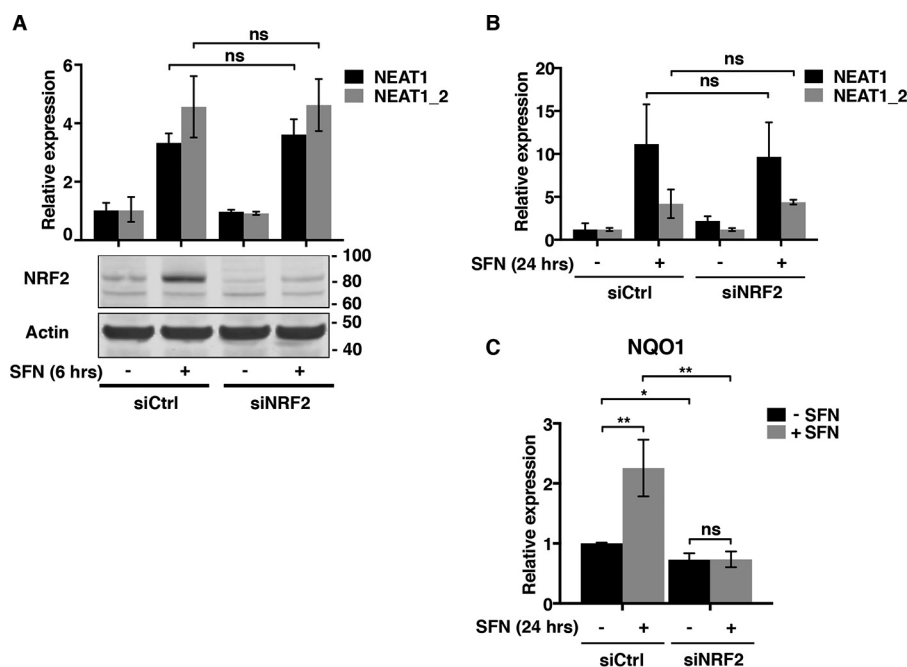 A
ns
ns
NEAT1
NEAT1_2
Relative expression
6
4
2
0
NRF2
- 100
- 80
- 60
Actin
- 50
- 40
SFN (6 hrs) - + - +
siCtrl siNRF2
B
ns
ns
NEAT1
NEAT1_2
Relative expression
20
15
10
5
0
SFN (24 hrs) - + - +
siCtrl siNRF2
C
NQO1
**
*
**
ns
- SFN
+ SFN
Relative expression
3
2
1
0
SFN (24 hrs) - + - +
siCtrl siNRF2